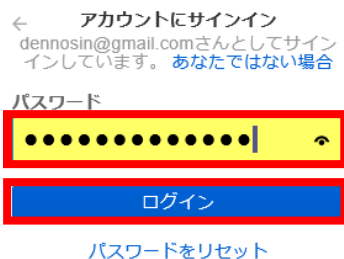 アカウントにサインイン
dennosin@gmail.comさんとしてサイン
インしています。 あなたではない場合
パスワード
●●●●●●●●●●●●●
ログイン
パスワードをリセット